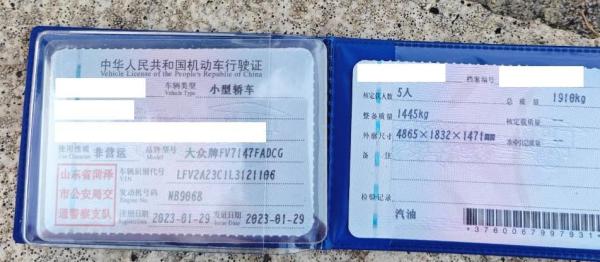 中华人民共和国机动车行驶证
Vehicle License of the People's Republic of China
车辆类型 小型轿车
Vehicle Type
使用性质 非营运 品牌型号 大众牌FV7147FADCG
Use Character
车辆识别代号 LFV2A23C1L3121106
VIN
发动机号码 NB9068
Engine No.
注册日期 2023-01-29 发证日期 2023-01-29
Registration Date Issue Date
山东省菏泽
市公安局交
通警察支队
档案编号
核定载人数 5人 总质量 1910kg
整备质量 1445kg 核定载质量
外廓尺寸 4865×1832×1471mm 准牵引总质量
备注
检验记录
汽油